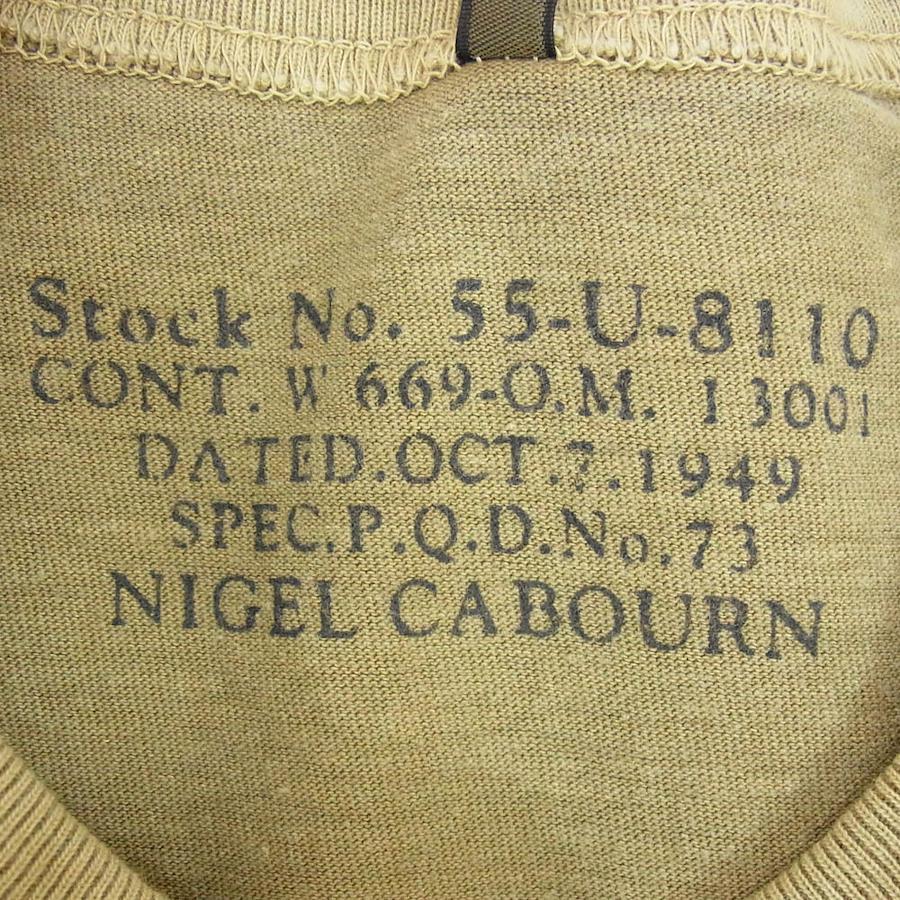 Stock No. 55-U-8110
CONT. W 669-O.M. 13001
DATED.OCT.7.1949
SPEC.P.Q.D.No.73
NIGEL CABOURN